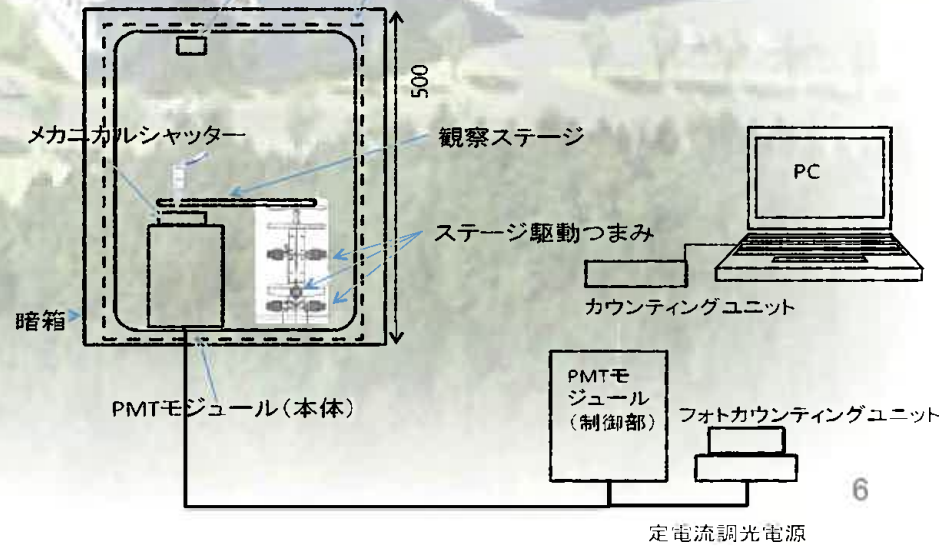 500
メカニカルシャッター
観察ステージ
PC
ステージ駆動つまみ
カウンティングユニット
暗箱
PMTモジュール(本体)
PMTモ
ジュール
(制御部)
フォトカウンティングユニット
6
定電流調光電源